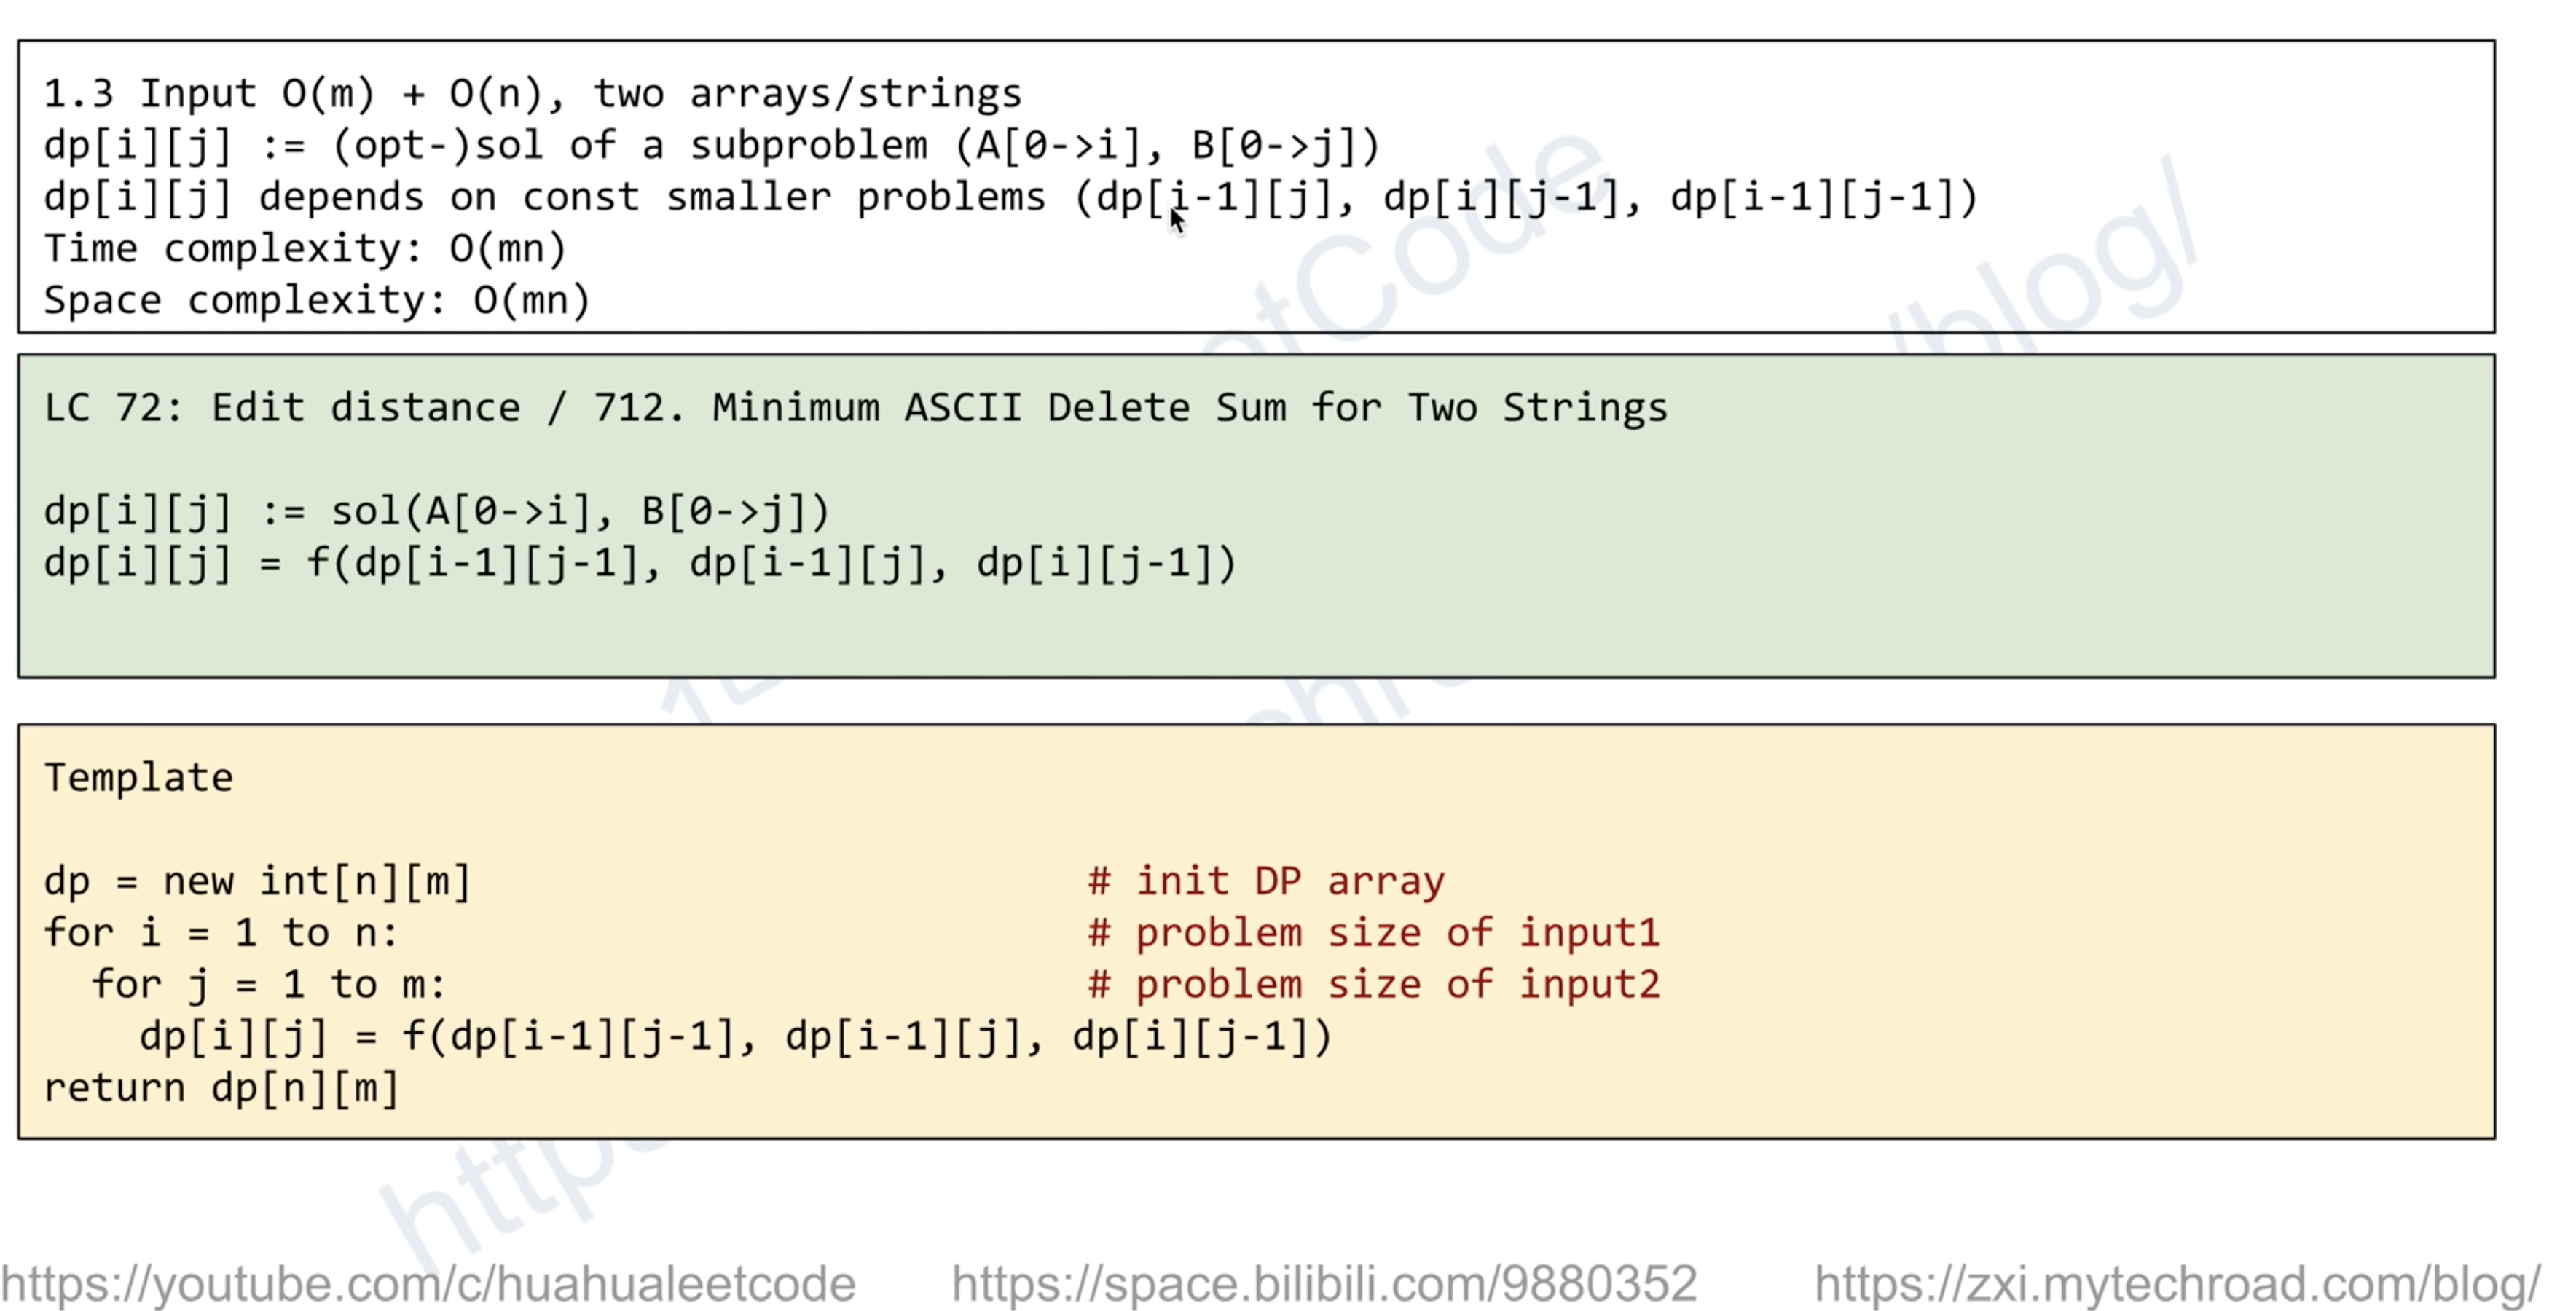 1.3 Input O(m) + O(n), two arrays/strings
dp[i][j] := (opt-)sol of a subproblem (A[0->i], B[0->j])
dp[i][j] depends on const smaller problems (dp[i-1][j], dp[i][j-1], dp[i-1][j-1])
Time complexity: O(mn)
Space complexity: O(mn)
LC 72: Edit distance / 712. Minimum ASCII Delete Sum for Two Strings
dp[i][j] := sol(A[0->i], B[0->j])
dp[i][j] = f(dp[i-1][j-1], dp[i-1][j], dp[i][j-1])
Template
dp = new int[n][m] # init DP array
for i = 1 to n: # problem size of input1
for j = 1 to m: # problem size of input2
dp[i][j] = f(dp[i-1][j-1], dp[i-1][j], dp[i][j-1])
return dp[n][m]
https://youtube.com/c/huahualeetcode https://space.bilibili.com/9880352 https://zxi.mytechroad.com/blog/